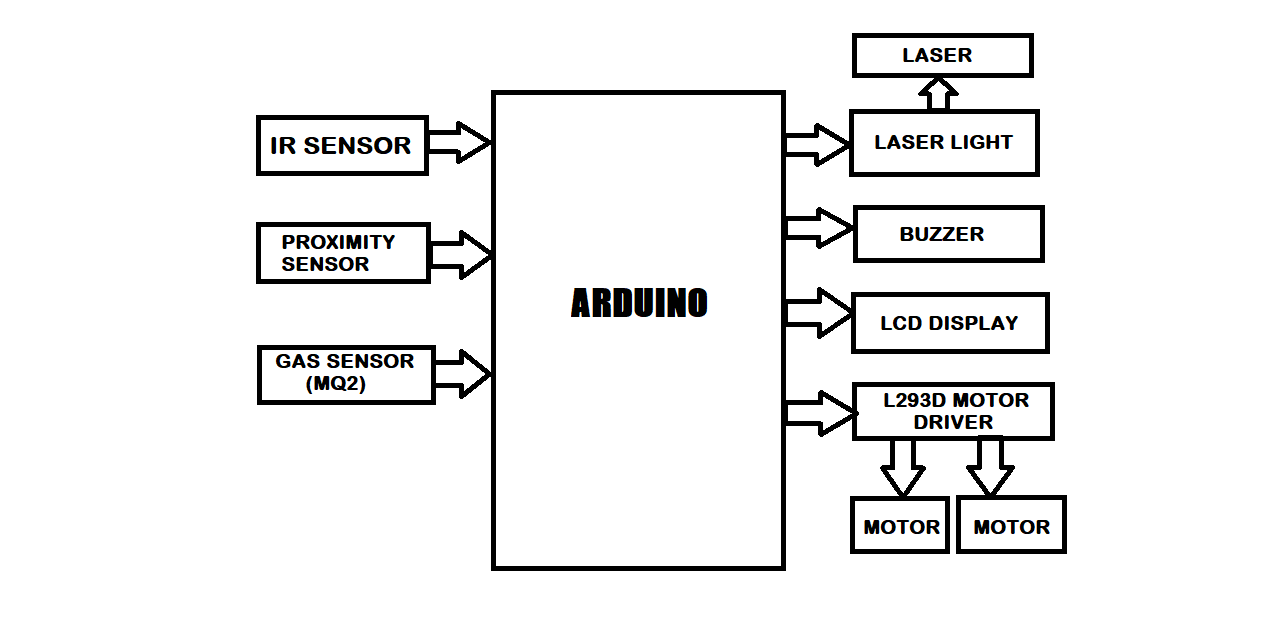 LASER
IR SENSOR
LASER LIGHT
PROXIMITY
SENSOR
BUZZER
ARDUINO
LCD DISPLAY
GAS SENSOR
(MQ2)
L293D MOTOR
DRIVER
MOTOR
MOTOR